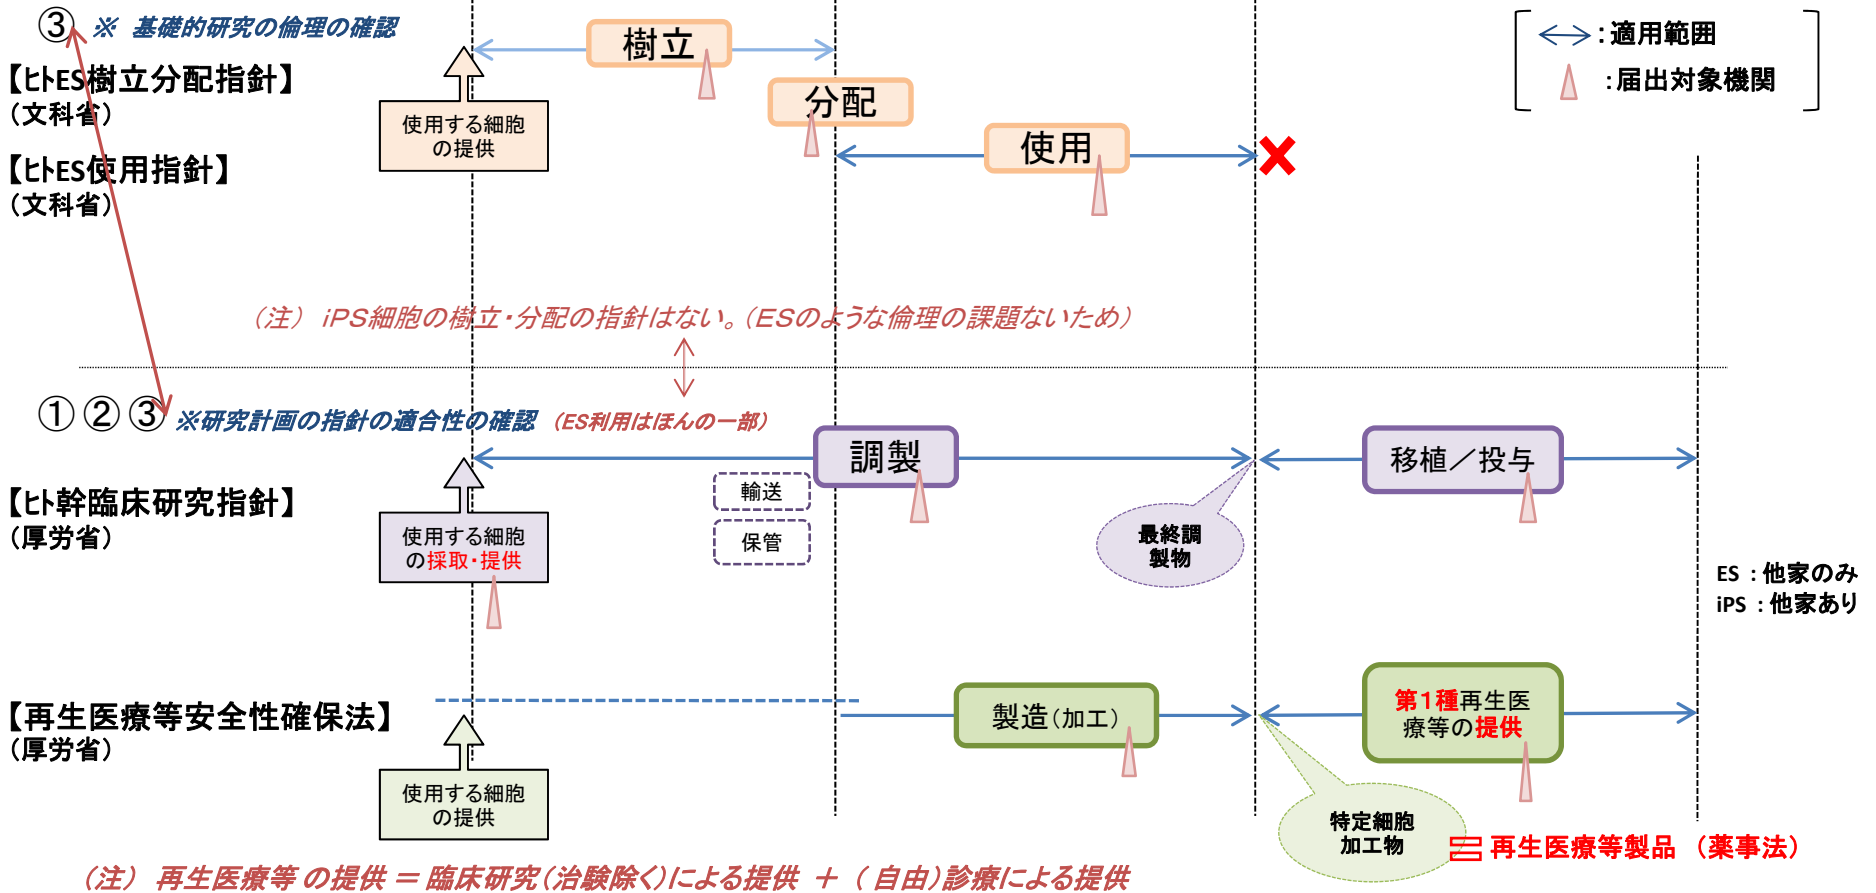 ③ ※ 基礎的研究の倫理の確認
【ﾋﾄES樹立分配指針】
（文科省）
【ﾋﾄES使用指針】
（文科省）
使用する細胞
の提供
樹立
分配
使用
：適用範囲
：届出対象機関
（注） iPS細胞の樹立・分配の指針はない。（ESのような倫理の課題ないため）
① ② ③ ※研究計画の指針の適合性の確認 （ES利用はほんの一部）
【ﾋﾄ幹臨床研究指針】
（厚労省）
使用する細胞
の採取・提供
調製
輸送
保管
最終調
製物
移植／投与
ES ：他家のみ
iPS ：他家あり
【再生医療等安全性確保法】
（厚労省）
使用する細胞
の提供
製造（加工）
第１種再生医
療等の提供
特定細胞
加工物
再生医療等製品 （薬事法）
（注） 再生医療等 の提供 ＝ 臨床研究（治験除く）による提供 ＋ （ 自由）診療による提供